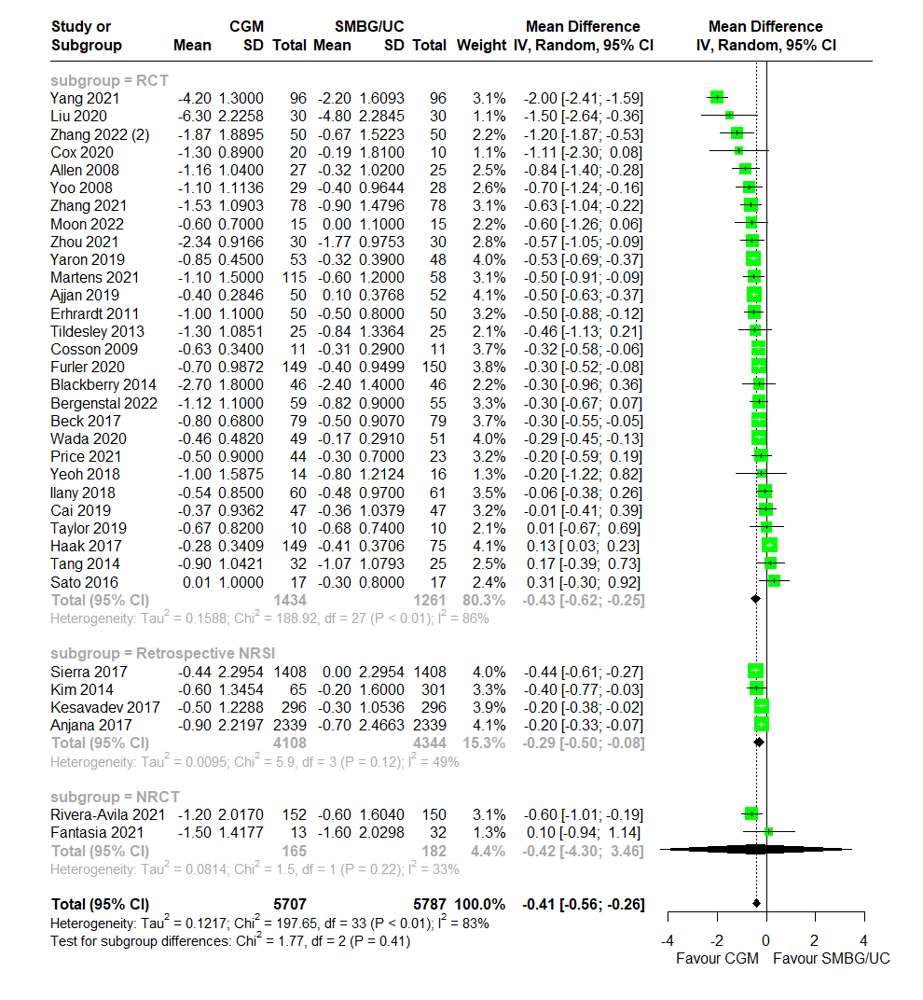 Study or CGM SMBG/UC Mean Difference Mean Difference
Subgroup Mean SD Total Mean SD Total Weight IV, Random, 95% CI IV, Random, 95% CI
subgroup = RCT
Yang 2021 -4.20 1.3000 96 -2.20 1.6093 96 3.1% -2.00 [-2.41; -1.59]
Liu 2020 -6.30 2.2258 30 -4.80 2.2845 30 1.1% -1.50 [-2.64; -0.36]
Zhang 2022 (2) -1.87 1.8895 50 -0.67 1.5223 50 2.2% -1.20 [-1.87; -0.53]
Cox 2020 -1.30 0.8900 20 -0.19 1.8100 10 1.1% -1.11 [-2.30; 0.08]
Allen 2008 -1.16 1.0400 27 -0.32 1.0200 25 2.5% -0.84 [-1.40; -0.28]
Yoo 2008 -1.10 1.1136 29 -0.40 0.9644 28 2.6% -0.70 [-1.24; -0.16]
Zhang 2021 -1.53 1.0903 78 -0.90 1.4796 78 3.1% -0.63 [-1.04; -0.22]
Moon 2022 -0.60 0.7000 15 0.00 1.1000 15 2.2% -0.60 [-1.26; 0.06]
Zhou 2021 -2.34 0.9166 30 -1.77 0.9753 30 2.8% -0.57 [-1.05; -0.09]
Yaron 2019 -0.85 0.4500 53 -0.32 0.3900 48 4.0% -0.53 [-0.69; -0.37]
Martens 2021 -1.10 1.5000 115 -0.60 1.2000 58 3.1% -0.50 [-0.91; -0.09]
Ajjan 2019 -0.40 0.2846 50 0.10 0.3768 52 4.1% -0.50 [-0.63; -0.37]
Erhrardt 2011 -1.00 1.1000 50 -0.50 0.8000 50 3.2% -0.50 [-0.88; -0.12]
Tildesley 2013 -1.30 1.0851 25 -0.84 1.3364 25 2.2% -0.46 [-1.13; 0.21]
Cosson 2009 -0.63 0.3400 11 -0.31 0.2900 11 3.7% -0.32 [-0.58; -0.06]
Furler 2020 -0.70 0.9872 149 -0.40 0.9499 150 3.8% -0.30 [-0.52; -0.08]
Blackberry 2014 -2.70 1.8000 46 -2.40 1.4000 46 2.2% -0.30 [-0.96; 0.36]
Bergenstal 2022 -1.12 1.1000 59 -0.82 0.9000 55 3.3% -0.30 [-0.67; 0.07]
Beck 2017 -0.80 0.6800 79 -0.50 0.9070 79 3.7% -0.30 [-0.55; -0.05]
Wada 2020 -0.46 0.4820 49 -0.17 0.2910 51 4.0% -0.29 [-0.45; -0.13]
Price 2021 -0.50 0.9000 44 -0.30 0.7000 23 3.2% -0.20 [-0.59; 0.19]
Yeoh 2018 -1.00 1.5875 14 -0.80 1.2124 16 1.3% -0.20 [-1.22; 0.82]
Ilany 2018 -0.54 0.8500 60 -0.48 0.9700 61 3.4% -0.06 [-0.38; 0.26]
Cai 2019 -0.37 0.9362 47 -0.36 1.0379 47 3.1% -0.01 [-0.41; 0.39]
Taylor 2019 -0.67 0.8200 10 -0.68 0.7400 10 2.1% 0.01 [-0.67; 0.69]
Haak 2017 -0.28 0.3409 149 -0.41 0.3706 75 4.1% 0.13 [ 0.03; 0.23]
Tang 2014 -0.90 1.0421 32 -1.07 1.0793 25 2.5% 0.17 [-0.39; 0.73]
Sato 2016 0.01 1.0000 17 -0.30 0.8000 17 2.4% 0.31 [-0.30; 0.92]
Total (95% CI) 1434 1261 80.3% -0.43 [-0.62; -0.25]
Heterogeneity: Tau2 = 0.1588; Chi2 = 188.92, df = 27 (P < 0.01); I2 = 86%
subgroup = Retrospective NRSI
Sierra 2017 -0.44 2.2954 1408 0.00 2.2954 1408 4.0% -0.44 [-0.61; -0.27]
Kim 2014 -0.60 1.3454 65 -0.20 1.6000 301 3.3% -0.40 [-0.77; -0.03]
Kesavadev 2017 -0.50 1.2288 296 -0.30 1.0536 296 3.9% -0.20 [-0.38; -0.02]
Anjana 2017 -0.90 2.2197 2339 -0.70 2.4663 2339 4.1% -0.20 [-0.33; -0.07]
Total (95% CI) 4108 4344 15.3% -0.29 [-0.50; -0.08]
Heterogeneity: Tau2 = 0.0095; Chi2 = 5.9, df = 3 (P = 0.12); I2 = 49%
subgroup = NRCT
Rivera-Avila 2021 -1.20 2.0170 152 -0.60 1.6040 150 3.1% -0.60 [-1.01; -0.19]
Fantasia 2021 -1.50 1.4177 13 -1.60 2.0298 32 1.3% 0.10 [-0.94; 1.14]
Total (95% CI) 165 182 4.4% -0.42 [-4.30; 3.46]
Heterogeneity: Tau2 = 0.0814; Chi2 = 1.5, df = 1 (P = 0.22); I2 = 33%
Total (95% CI) 5707 5787 100.0% -0.41 [-0.56; -0.26]
Heterogeneity: Tau2 = 0.1217; Chi2 = 197.65, df = 33 (P < 0.01); I2 = 83%
Test for subgroup differences: Chi2 = 1.77, df = 2 (P = 0.41)
-4 -2 0 2 4
Favour CGM Favour SMBG/UC